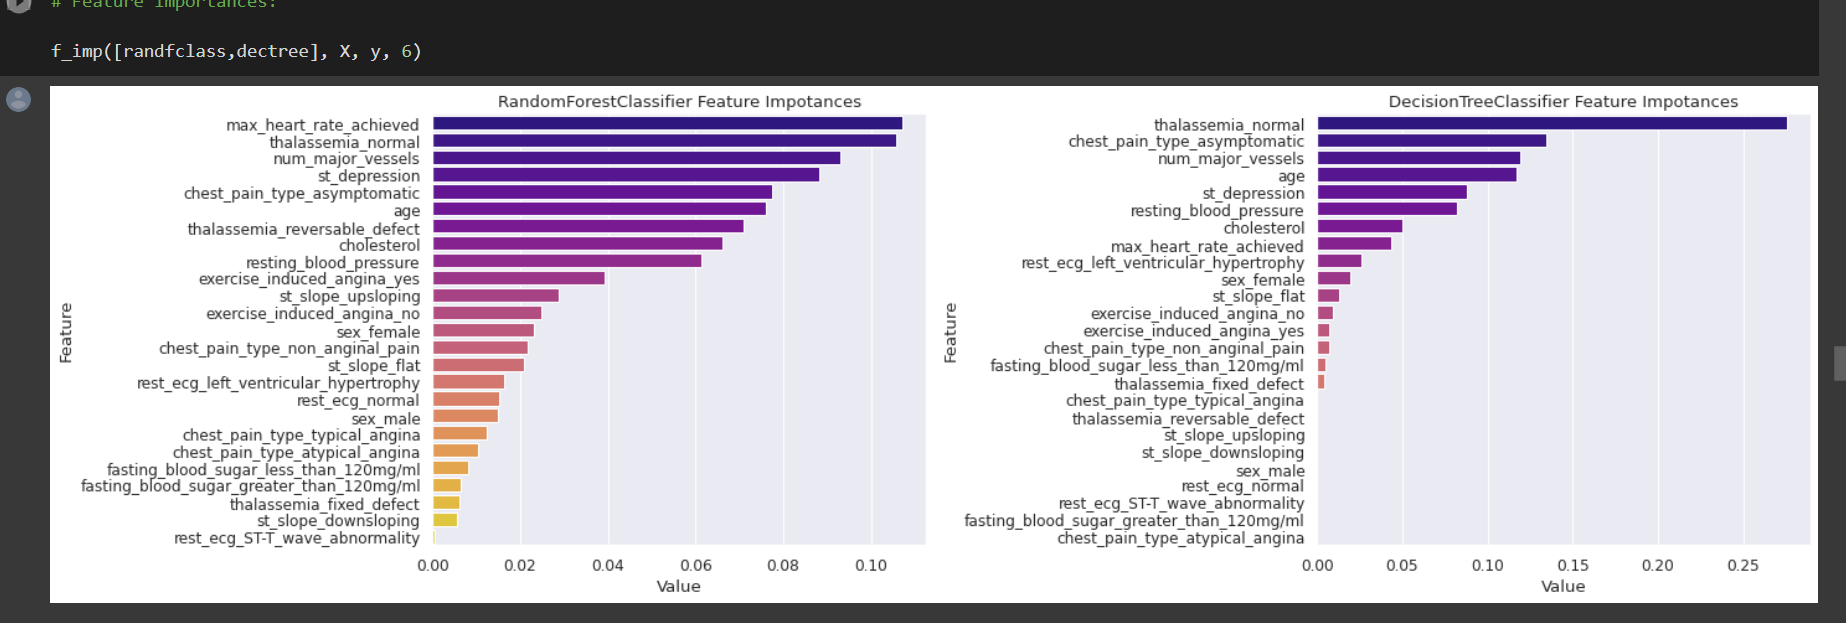 # Feature importances:
f_imp([randfclass,dectree], X, y, 6)
RandomForestClassifier Feature Impotances
max_heart_rate_achieved
thalassemia_normal
num_major_vessels
st_depression
chest_pain_type_asymptomatic
age
thalassemia_reversable_defect
cholesterol
resting_blood_pressure
exercise_induced_angina_yes
st_slope_upsloping
exercise_induced_angina_no
sex_female
chest_pain_type_non_anginal_pain
st_slope_flat
rest_ecg_left_ventricular_hypertrophy
rest_ecg_normal
sex_male
chest_pain_type_typical_angina
chest_pain_type_atypical_angina
fasting_blood_sugar_less_than_120mg/ml
fasting_blood_sugar_greater_than_120mg/ml
thalassemia_fixed_defect
st_slope_downsloping
rest_ecg_ST-T_wave_abnormality
Feature
0.00 0.02 0.04 0.06 0.08 0.10
Value
DecisionTreeClassifier Feature Impotances
thalassemia_normal
chest_pain_type_asymptomatic
num_major_vessels
age
st_depression
resting_blood_pressure
cholesterol
max_heart_rate_achieved
rest_ecg_left_ventricular_hypertrophy
sex_female
st_slope_flat
exercise_induced_angina_no
exercise_induced_angina_yes
chest_pain_type_non_anginal_pain
fasting_blood_sugar_less_than_120mg/ml
thalassemia_fixed_defect
chest_pain_type_typical_angina
thalassemia_reversable_defect
st_slope_upsloping
st_slope_downsloping
sex_male
rest_ecg_normal
rest_ecg_ST-T_wave_abnormality
fasting_blood_sugar_greater_than_120mg/ml
chest_pain_type_atypical_angina
Feature
0.00 0.05 0.10 0.15 0.20 0.25
Value